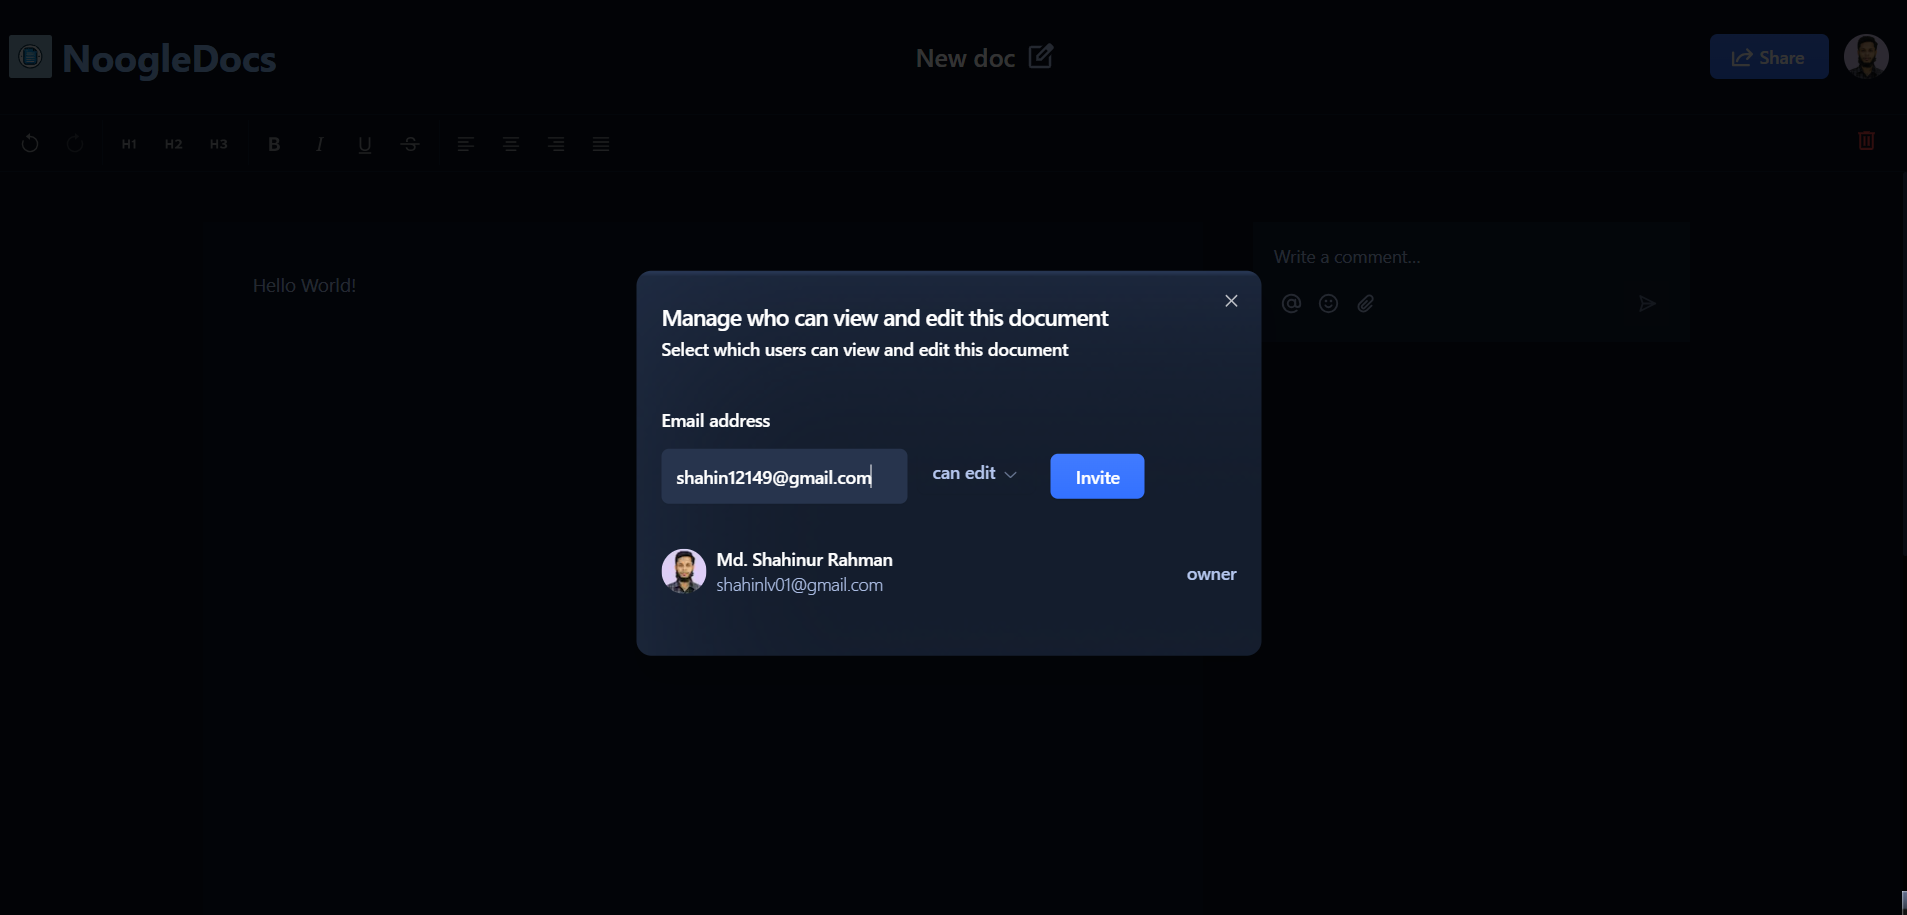 NoogleDocs
New doc
Share
H1 H2 H3 B I U S
Hello World!
Write a comment...
Manage who can view and edit this document
Select which users can view and edit this document
Email address
shahin12149@gmail.com can edit Invite
Md. Shahinur Rahman
shahinlv01@gmail.com
owner